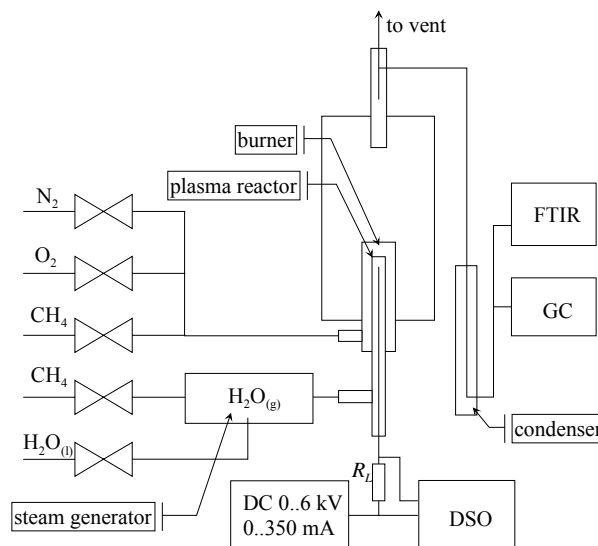 to vent
burner
plasma reactor
N₂
O₂
CH₄
CH₄
H₂O₍l₎
H₂O₍g₎
steam generator
FTIR
GC
condenser
R_L
DC 0..6 kV
0..350 mA
DSO